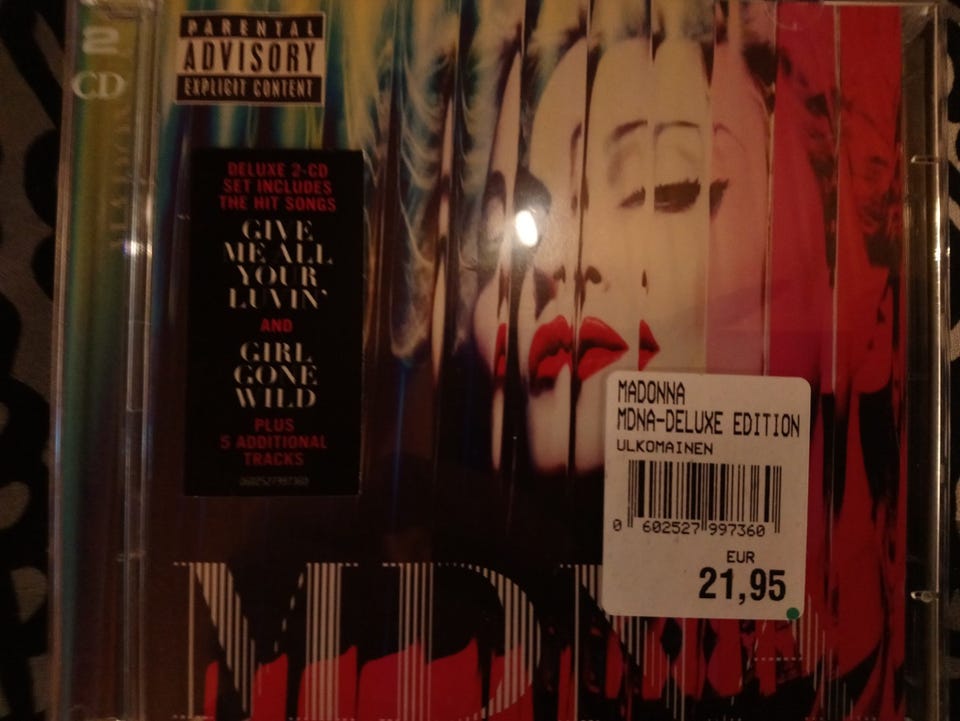 2
CD
PARENTAL
ADVISORY
EXPLICIT CONTENT
DELUXE 2-CD
SET INCLUDES
THE HIT SONGS
GIVE
ME ALL
YOUR
LUVIN'
AND
GIRL
GONE
WILD
PLUS
5 ADDITIONAL
TRACKS
0602527997360
MADONNA
MDNA-DELUXE EDITION
ULKOMAINEN
0 602527 997360
EUR
21,95
MDNA